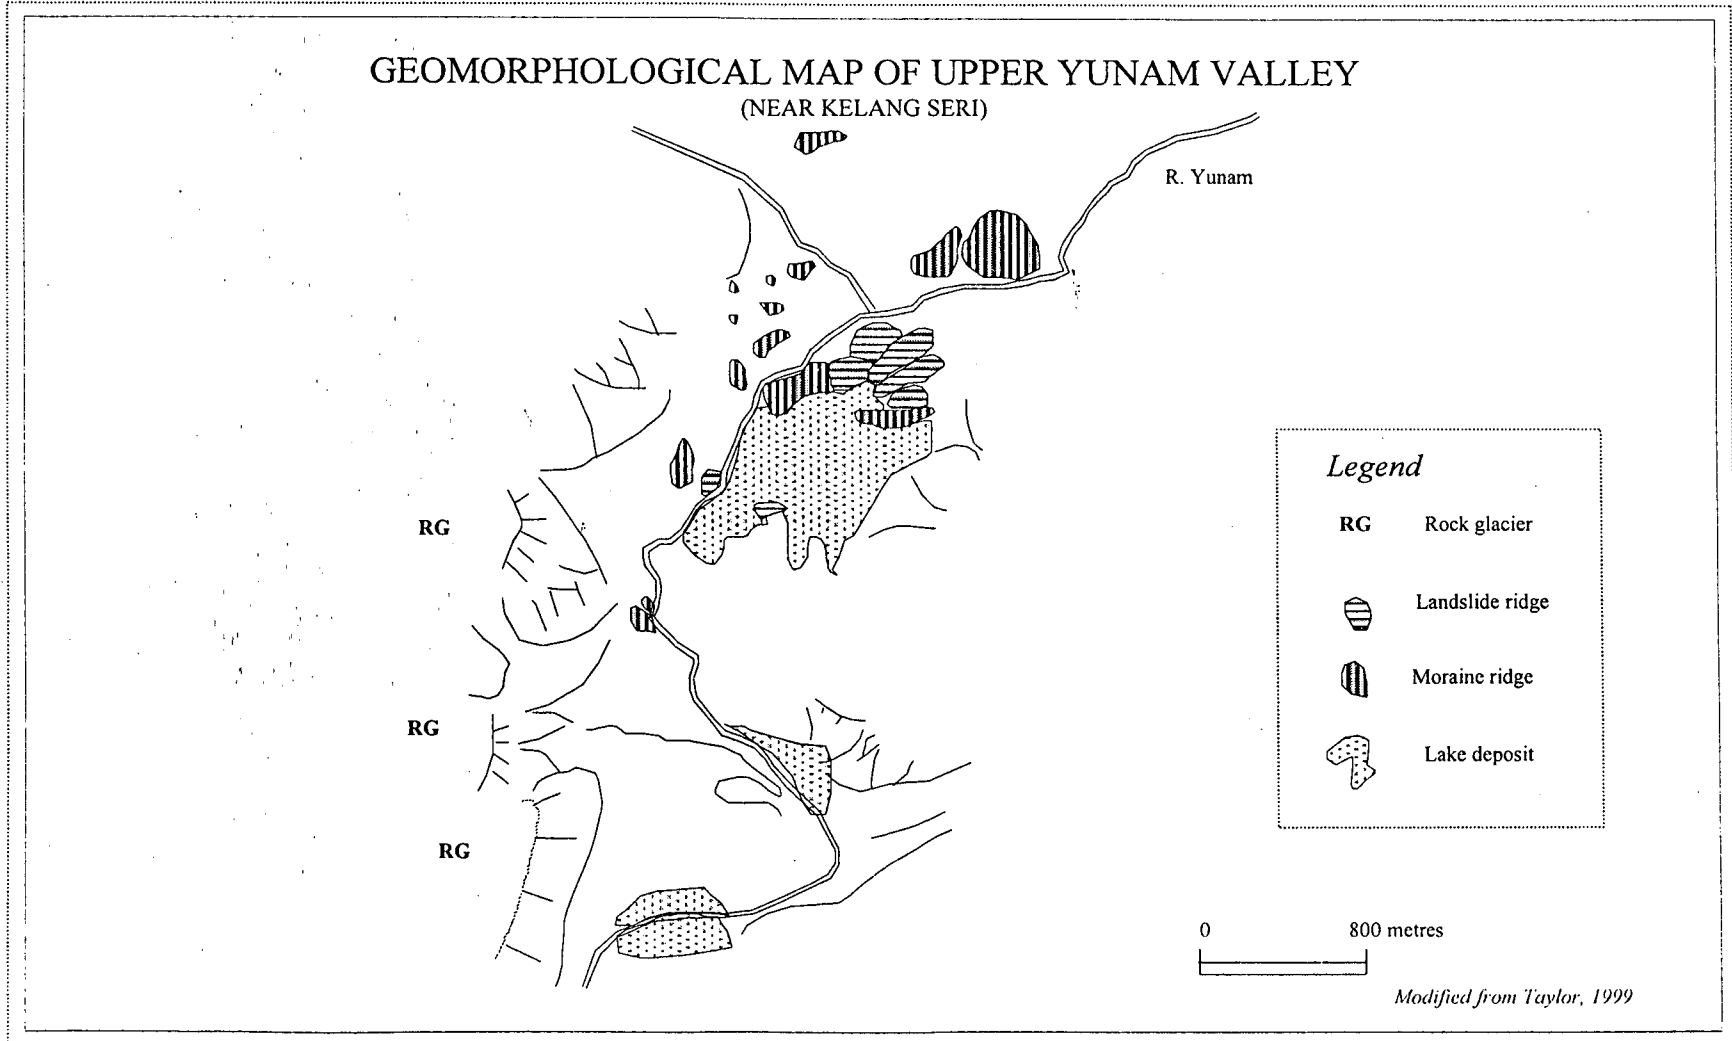 GEOMORPHOLOGICAL MAP OF UPPER YUNAM VALLEY
(NEAR KELANG SERI)
R. Yunam
RG
RG
RG
Legend
RG Rock glacier
Landslide ridge
Moraine ridge
Lake deposit
0 800 metres
Modified from Taylor, 1999